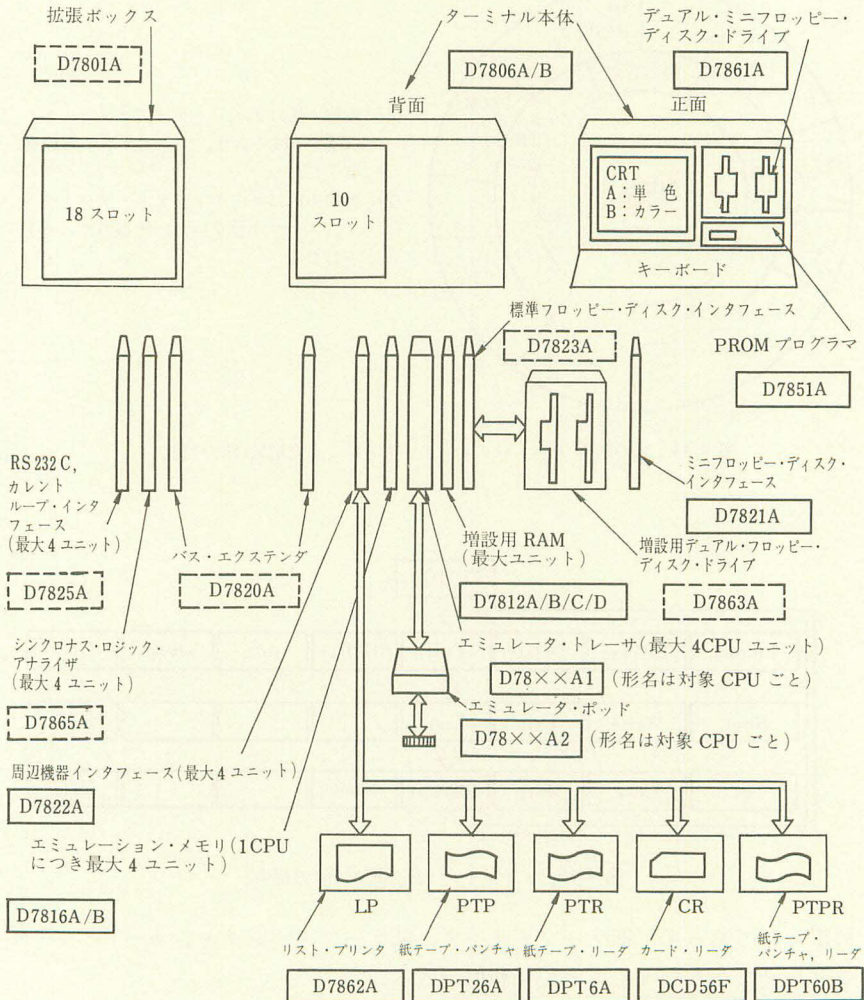 拡張ボックス
D7801A
ターミナル本体
D7806A/B
デュアル・ミニフロッピー・
ディスク・ドライブ
D7861A
背面
正面
18 スロット
10
スロット
CRT
A：単　色
B：カラー
キーボード
標準フロッピー・ディスク・インタフェース
D7823A
PROM プログラマ
D7851A
RS 232 C,
カレント
ループ・インタ
フェース
(最大4 ユニット)
D7825A
バス・エクステンダ
D7820A
増設用 RAM
(最大ユニット)
D7812A/B/C/D
ミニフロッピー・ディスク・
インタフェース
D7821A
増設用デュアル・フロッピー・
ディスク・ドライブ
D7863A
シンクロナス・ロジック・
アナライザ
(最大4 ユニット)
D7865A
エミュレータ・トレーサ(最大 4CPU ユニット)
D78××A1 (形名は対象 CPU ごと)
エミュレータ・ポッド
D78××A2 (形名は対象 CPU ごと)
周辺機器インタフェース(最大4 ユニット)
D7822A
エミュレーション・メモリ(1CPU
につき最大 4 ユニット)
D7816A/B
LP
PTP
PTR
CR
PTPR
リスト・プリンタ
紙テープ・パンチャ
紙テープ・リーダ
カード・リーダ
紙テープ・
パンチャ, リーダ
D7862A
DPT26A
DPT6A
DCD56F
DPT60B